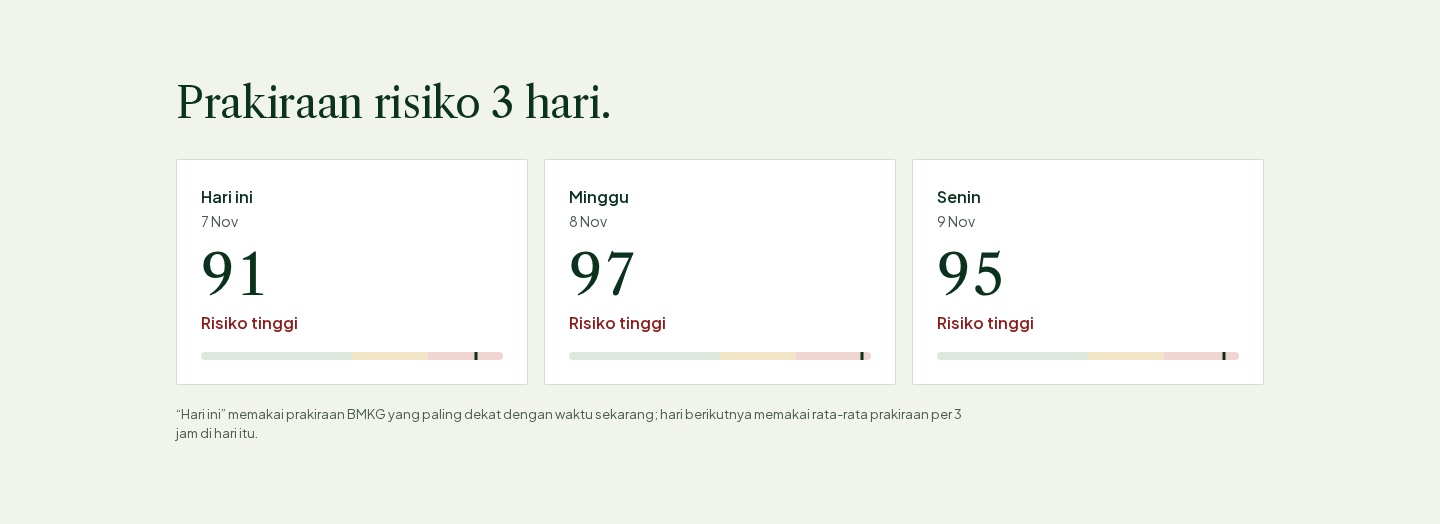 Prakiraan risiko 3 hari.
Hari ini
7 Nov
91
Risiko tinggi
Minggu
8 Nov
97
Risiko tinggi
Senin
9 Nov
95
Risiko tinggi
“Hari ini” memakai prakiraan BMKG yang paling dekat dengan waktu sekarang; hari berikutnya memakai rata-rata prakiraan per 3
jam di hari itu.